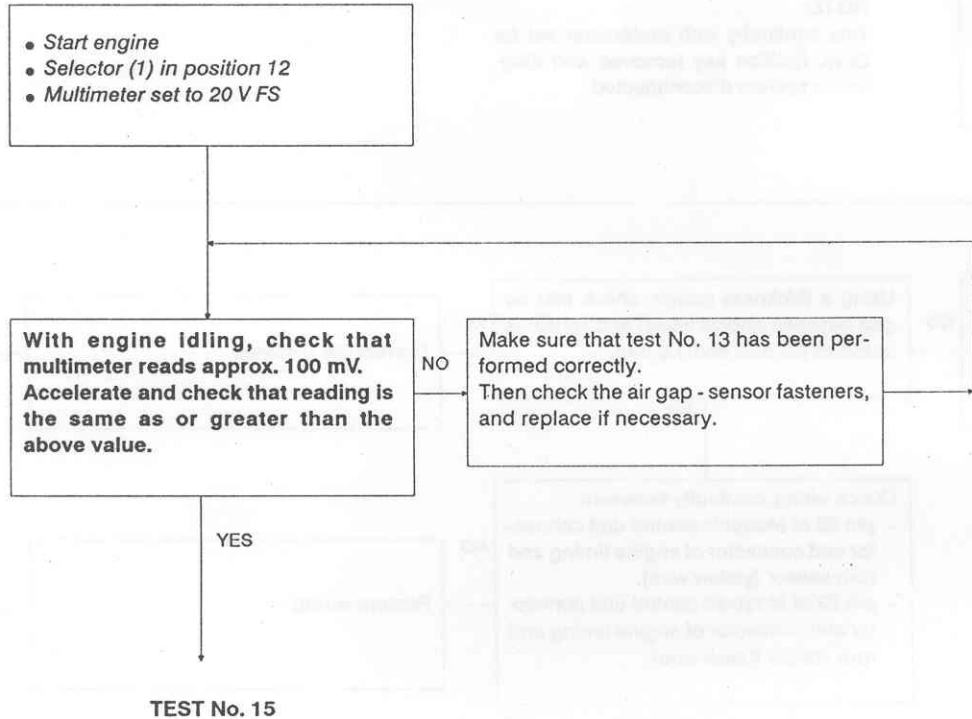 • Start engine
• Selector (1) in position 12
• Multimeter set to 20 V FS
With engine idling, check that
multimeter reads approx. 100 mV.
Accelerate and check that reading is
the same as or greater than the
above value.
NO
Make sure that test No. 13 has been per-
formed correctly.
Then check the air gap - sensor fasteners,
and replace if necessary.
YES
TEST No. 15